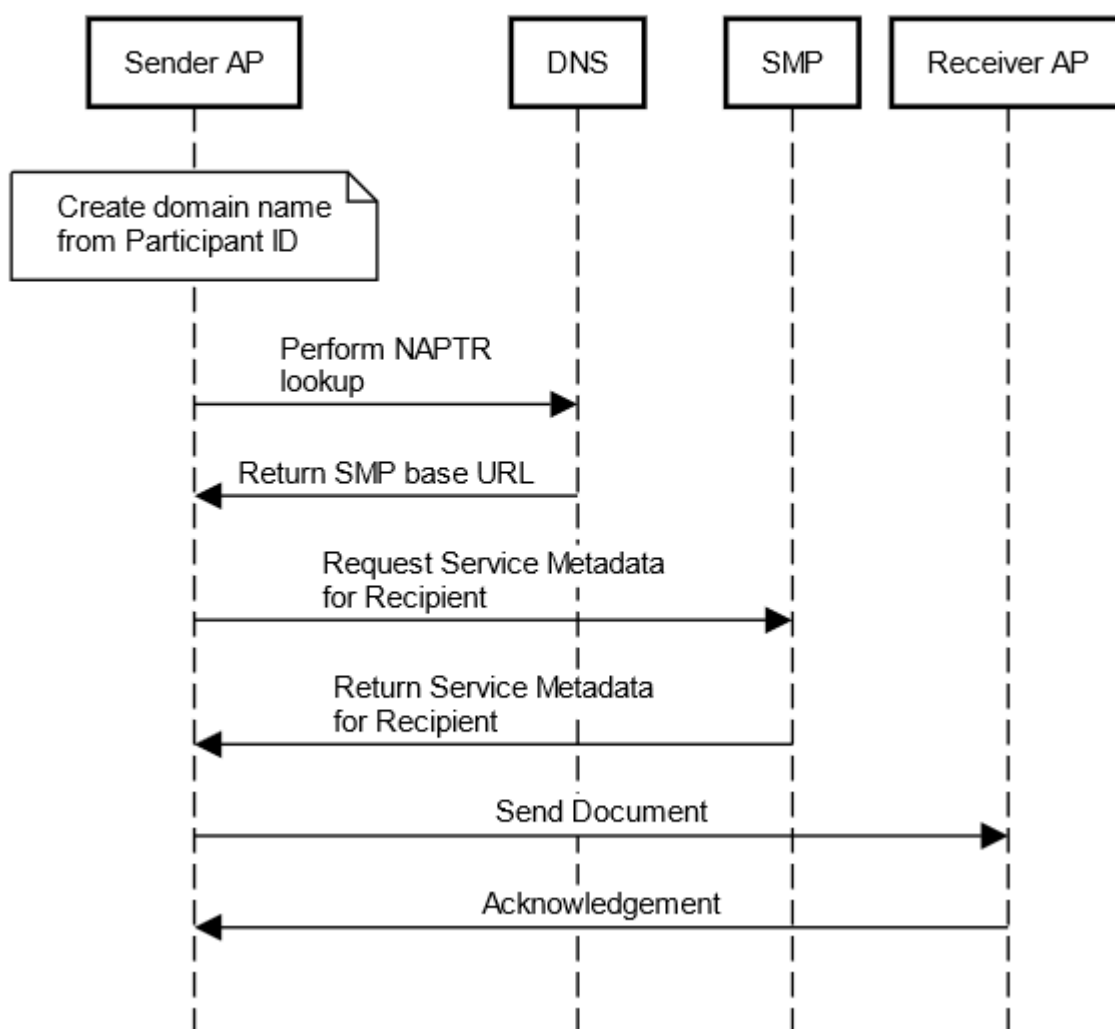 Sender AP
DNS
SMP
Receiver AP
Create domain name
from Participant ID
Perform NAPTR
lookup
Return SMP base URL
Request Service Metadata
for Recipient
Return Service Metadata
for Recipient
Send Document
Acknowledgement